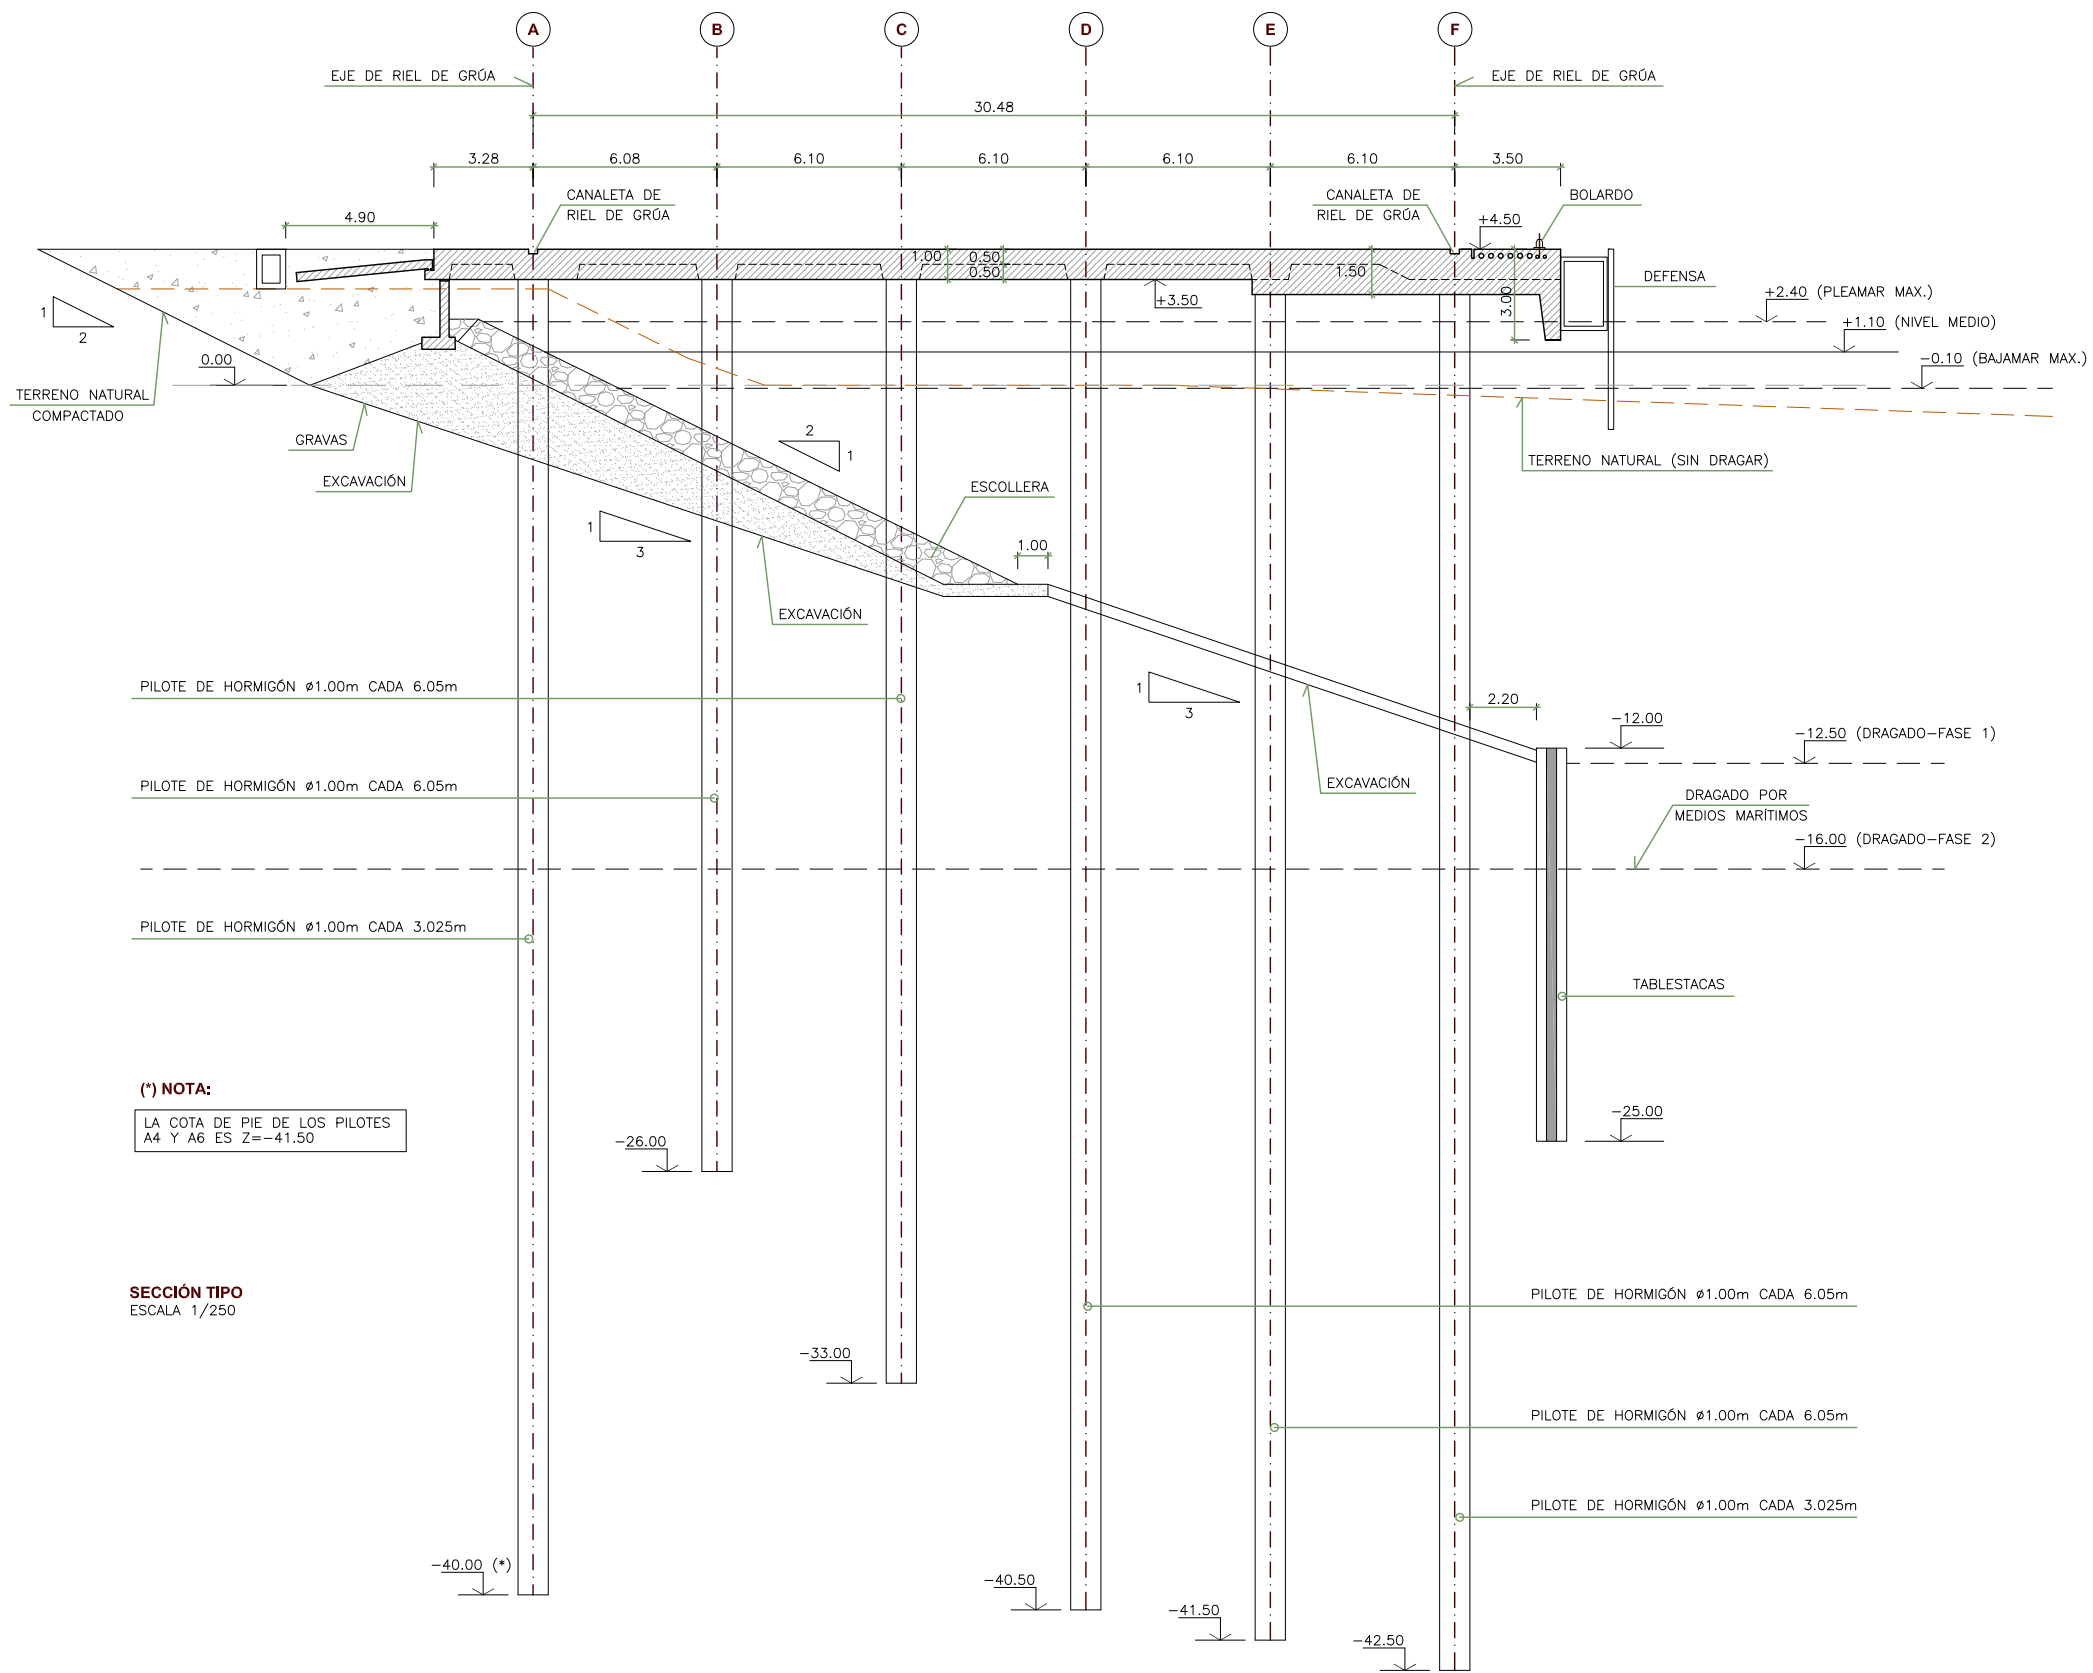 A
B
C
D
E
F
EJE DE RIEL DE GRÚA
EJE DE RIEL DE GRÚA
30.48
3.28
6.08
6.10
6.10
6.10
6.10
3.50
CANALETA DE
RIEL DE GRÚA
CANALETA DE
RIEL DE GRÚA
BOLARDO
4.90
+4.50
1.00
0.50
0.50
1.50
3.00
DEFENSA
+3.50
+2.40 (PLEAMAR MAX.)
+1.10 (NIVEL MEDIO)
-0.10 (BAJAMAR MAX.)
1
2
0.00
TERRENO NATURAL
COMPACTADO
GRAVAS
EXCAVACIÓN
2
1
TERRENO NATURAL (SIN DRAGAR)
ESCOLLERA
1
3
1.00
EXCAVACIÓN
PILOTE DE HORMIGÓN ø1.00m CADA 6.05m
1
3
2.20
-12.00
-12.50 (DRAGADO-FASE 1)
PILOTE DE HORMIGÓN ø1.00m CADA 6.05m
EXCAVACIÓN
DRAGADO POR
MEDIOS MARÍTIMOS
-16.00 (DRAGADO-FASE 2)
PILOTE DE HORMIGÓN ø1.00m CADA 3.025m
TABLESTACAS
(*) NOTA:
LA COTA DE PIE DE LOS PILOTES
A4 Y A6 ES Z=-41.50
-26.00
-25.00
SECCIÓN TIPO
ESCALA 1/250
PILOTE DE HORMIGÓN ø1.00m CADA 6.05m
-33.00
PILOTE DE HORMIGÓN ø1.00m CADA 6.05m
PILOTE DE HORMIGÓN ø1.00m CADA 3.025m
-40.00 (*)
-40.50
-41.50
-42.50